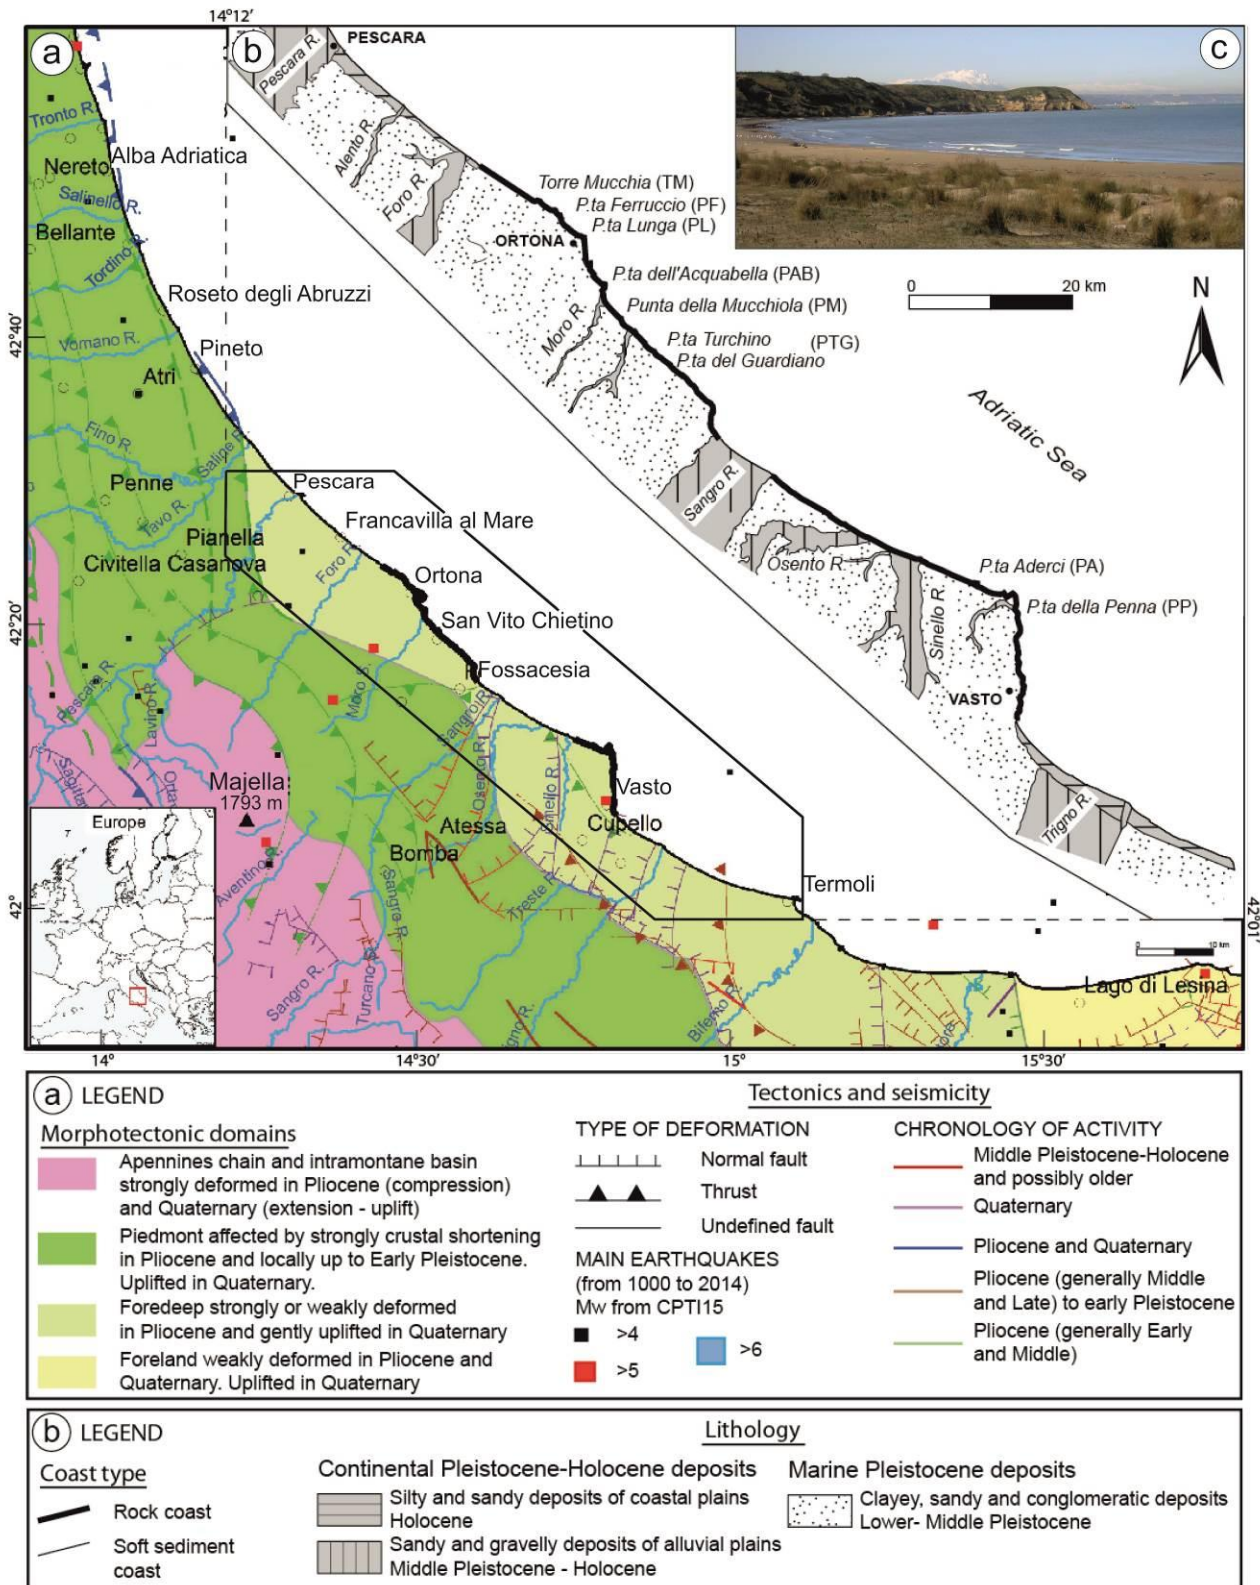 14°12'
a
b
c
PESCARA
Pescara R.
Alento R.
Foro R.
Torre Mucchia (TM)
P.ta Ferruccio (PF)
P.ta Lunga (PL)
ORTONA
P.ta dell'Acquabella (PAB)
Punta della Mucchiola (PM)
Moro R.
P.ta Turchino
(PTG)
P.ta del Guardiano
0
20 km
N
Adriatic Sea
Sangro R.
Osento R.
Sinello R.
P.ta Aderci (PA)
P.ta della Penna (PP)
VASTO
Trigno R.
Tronto R.
Alba Adriatica
Nereto
Salinello R.
Bellante
Tordino R.
Roseto degli Abruzzi
42°40'
Vomano R.
Pineto
Atri
Fino R.
Saline R.
Penne
Pescara
Tavo R.
Francavilla al Mare
Pianella
Civitella Casanova
Foro R.
Ortona
42°20'
San Vito Chietino
Fossacesia
Pescara R.
Lavino R.
Moro S.
Sangro R.
Majella
1793 m
Osento R.
Sinello R.
Vasto
Europe
Atessa
Cupello
Bomba
Aventino R.
Sangro R.
Treste R.
Termoli
42°
42°01'
10 km
Sangro R.
Turcano S.
Biferno R.
Lago di Lesina
14°
14°30'
15°
15°30'
a LEGEND
Morphotectonic domains
Apennines chain and intramontane basin
strongly deformed in Pliocene (compression)
and Quaternary (extension - uplift)
Piedmont affected by strongly crustal shortening
in Pliocene and locally up to Early Pleistocene.
Uplifted in Quaternary.
Foredeep strongly or weakly deformed
in Pliocene and gently uplifted in Quaternary
Foreland weakly deformed in Pliocene and
Quaternary. Uplifted in Quaternary
Tectonics and seismicity
TYPE OF DEFORMATION
Normal fault
Thrust
Undefined fault
MAIN EARTHQUAKES
(from 1000 to 2014)
Mw from CPTI15
>4
>5
>6
CHRONOLOGY OF ACTIVITY
Middle Pleistocene-Holocene
and possibly older
Quaternary
Pliocene and Quaternary
Pliocene (generally Middle
and Late) to early Pleistocene
Pliocene (generally Early
and Middle)
b LEGEND
Lithology
Coast type
Rock coast
Soft sediment
coast
Continental Pleistocene-Holocene deposits
Silty and sandy deposits of coastal plains
Holocene
Sandy and gravelly deposits of alluvial plains
Middle Pleistocene - Holocene
Marine Pleistocene deposits
Clayey, sandy and conglomeratic deposits
Lower- Middle Pleistocene